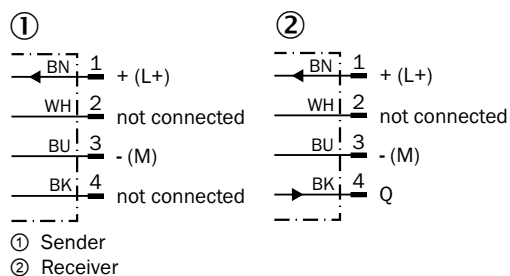 ① ②
BN 1 + (L+)
WH 2 not connected
BU 3 - (M)
BK 4 not connected
BN 1 + (L+)
WH 2 not connected
BU 3 - (M)
BK 4 Q
① Sender
② Receiver